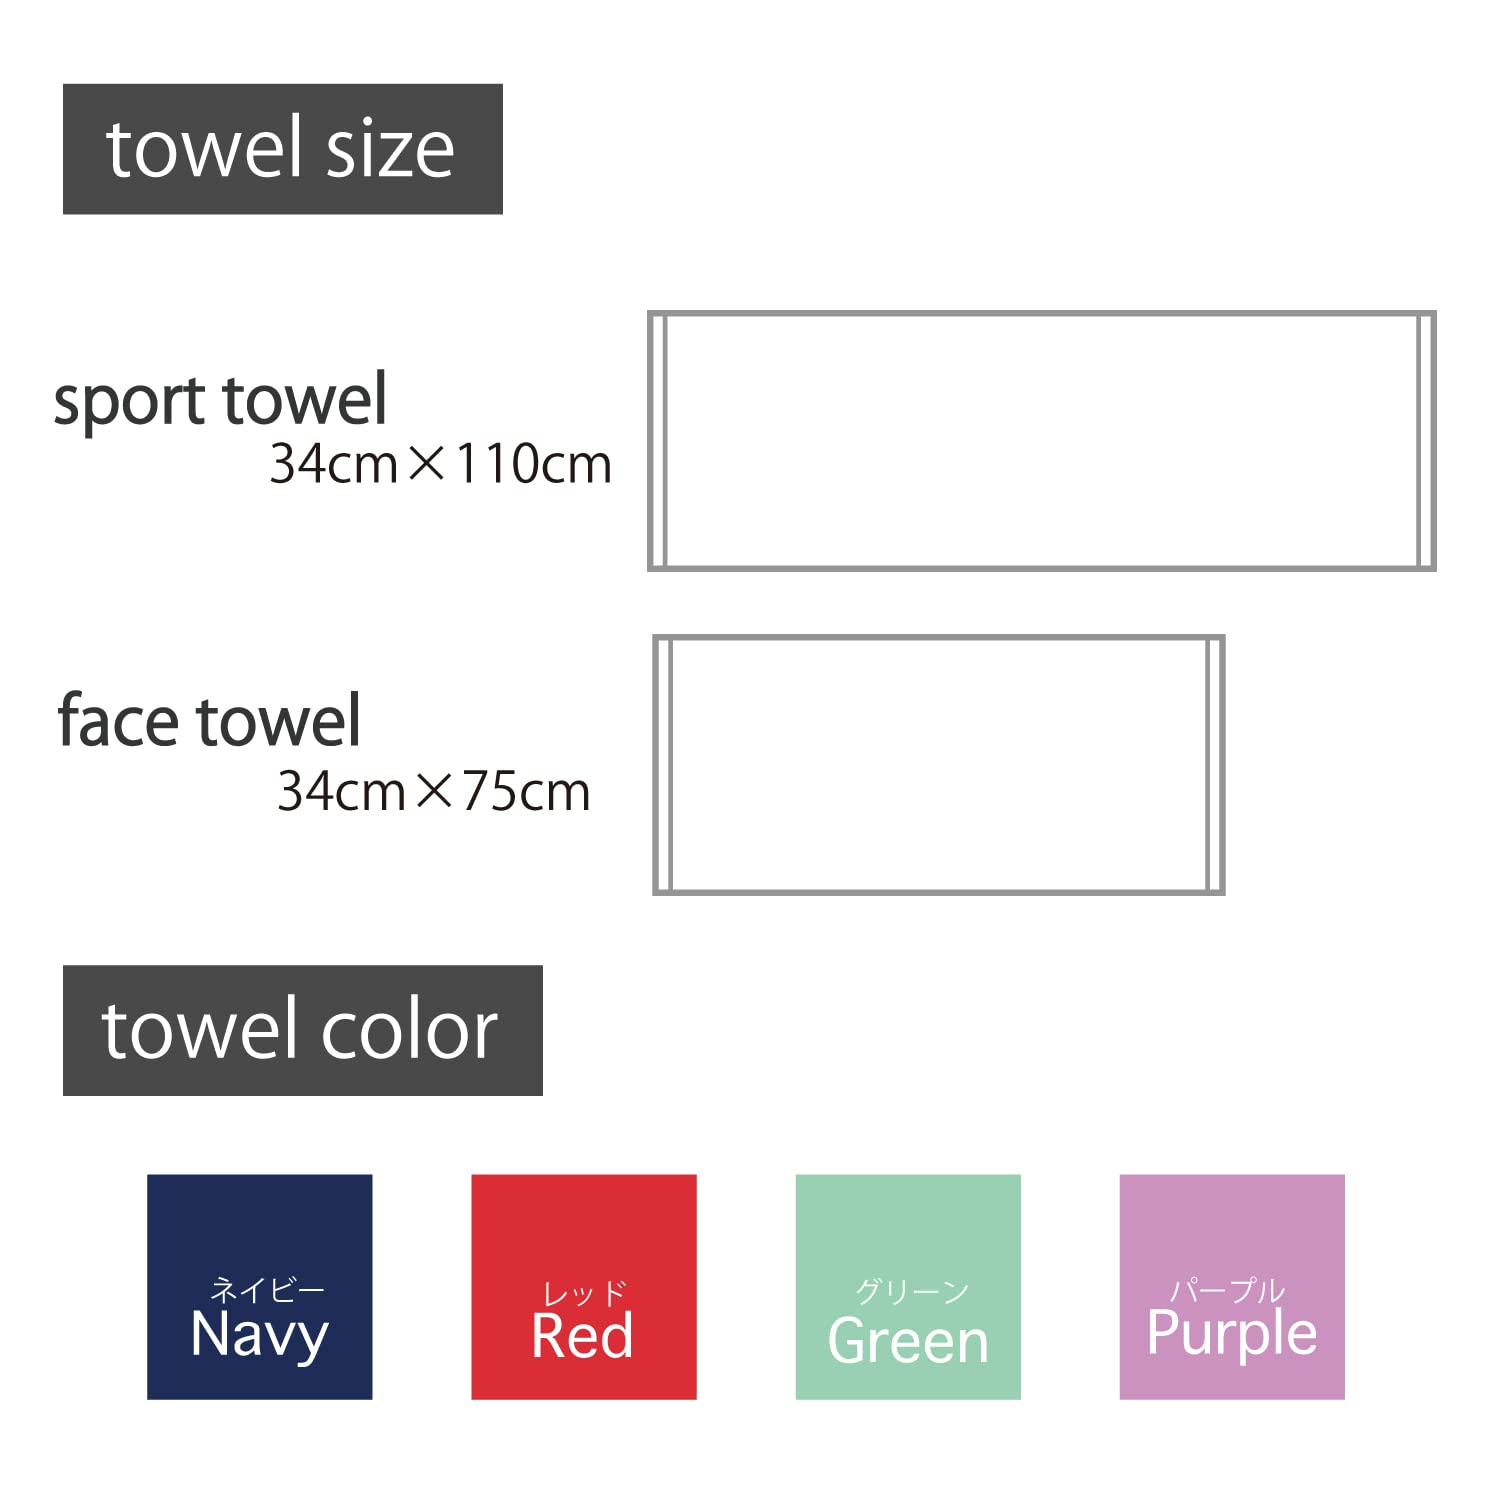 towel size
sport towel
34cm×110cm
face towel
34cm×75cm
towel color
ネイビー
Navy
レッド
Red
グリーン
Green
パープル
Purple